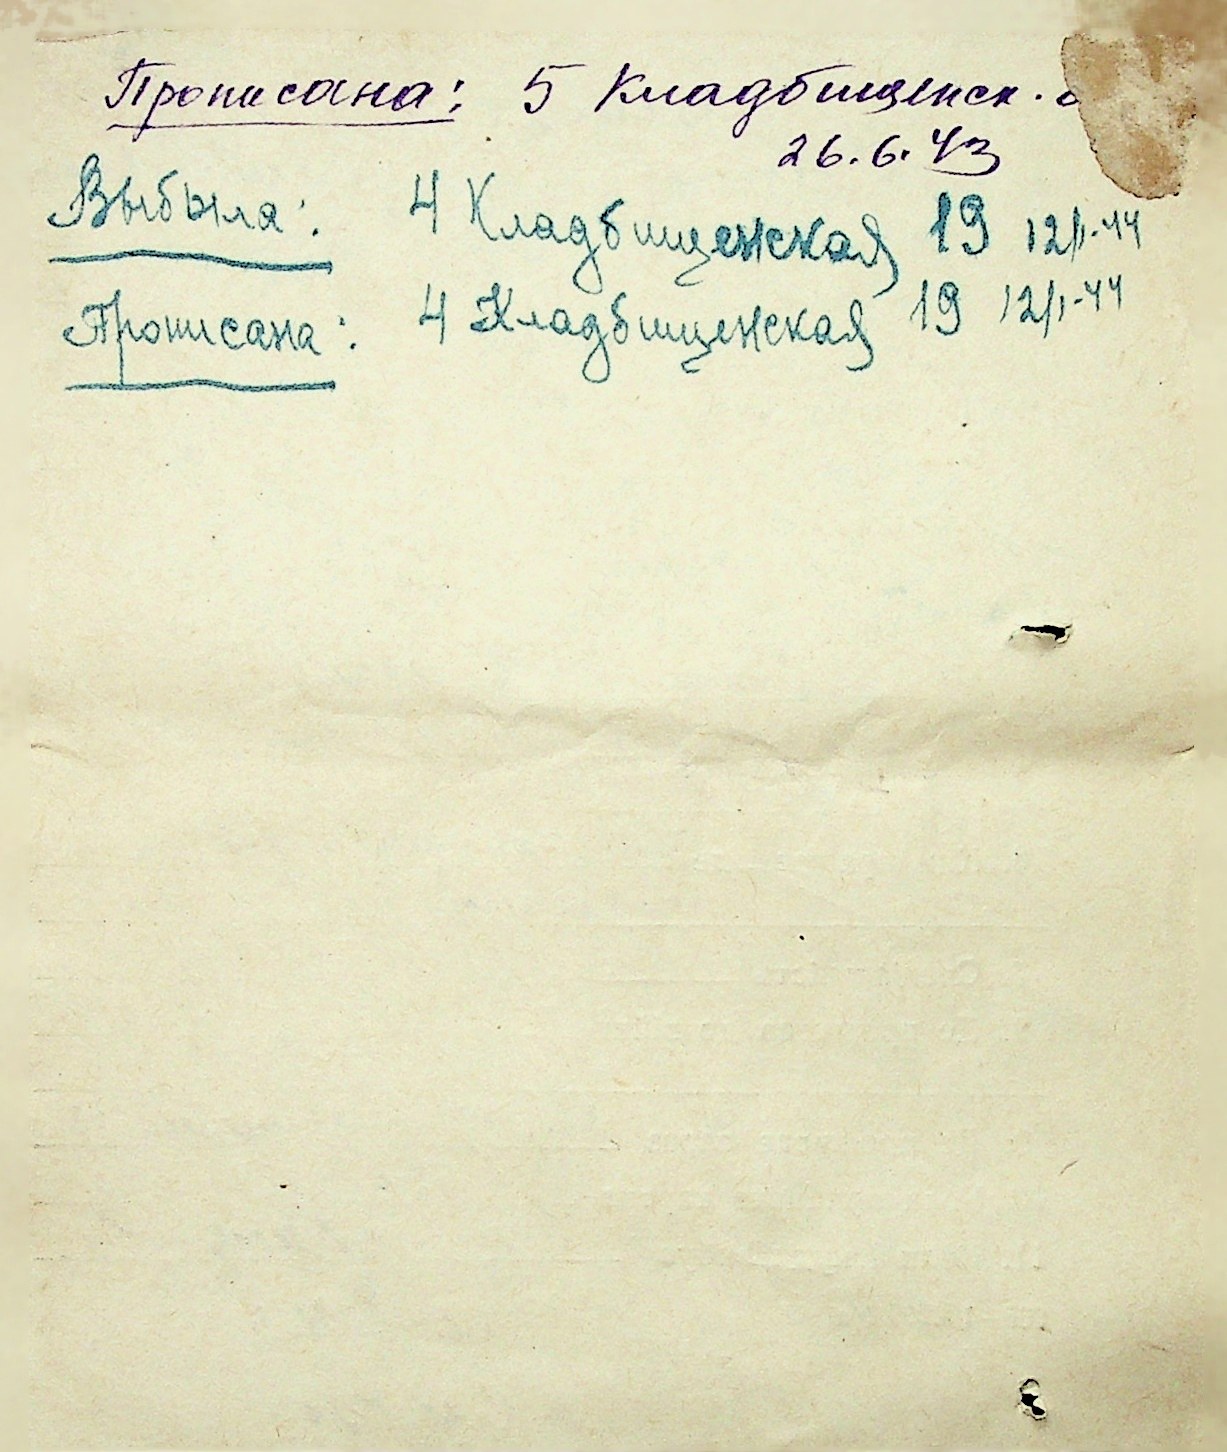 Прописана: 5 Кладбищенск.
26.6.43
Выбыла: 4 Кладбищенская 19 12/I-44
Прописана: 4 Кладбищенская 19 12/I-44